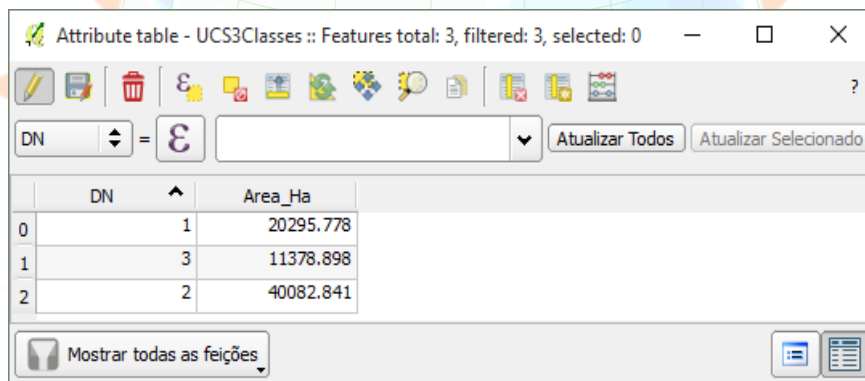 Attribute table - UCS3Classes :: Features total: 3, filtered: 3, selected: 0
?
DN = ε Atualizar Todos Atualizar Selecionado
DN Area_Ha
0 1 20295.778
1 3 11378.898
2 2 40082.841
Mostrar todas as feições